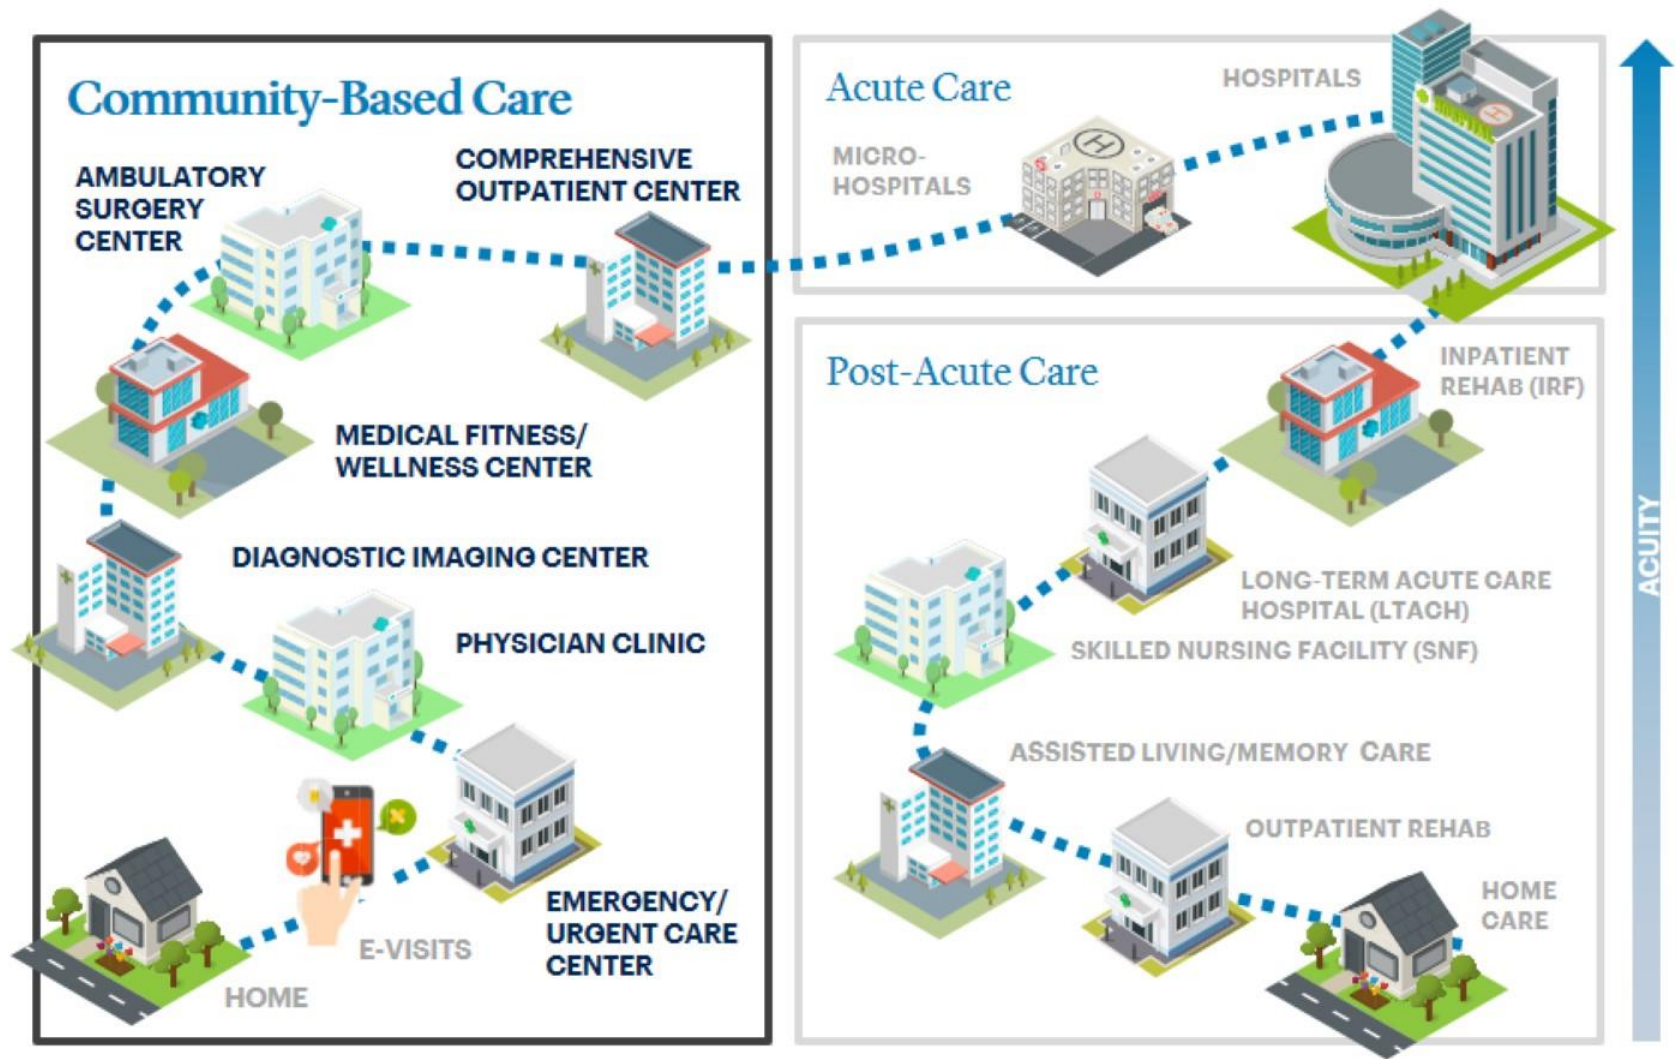 Community-Based Care
AMBULATORY
SURGERY
CENTER
COMPREHENSIVE
OUTPATIENT CENTER
MEDICAL FITNESS/
WELLNESS CENTER
DIAGNOSTIC IMAGING CENTER
PHYSICIAN CLINIC
EMERGENCY/
URGENT CARE
CENTER
E-VISITS
HOME
Acute Care
MICRO-
HOSPITALS
H
HOSPITALS
HOSPITAL
H
Post-Acute Care
INPATIENT
REHAB (IRF)
LONG-TERM ACUTE CARE
HOSPITAL (LTACH)
SKILLED NURSING FACILITY (SNF)
ASSISTED LIVING/MEMORY CARE
OUTPATIENT REHAB
HOME
CARE
ACUITY